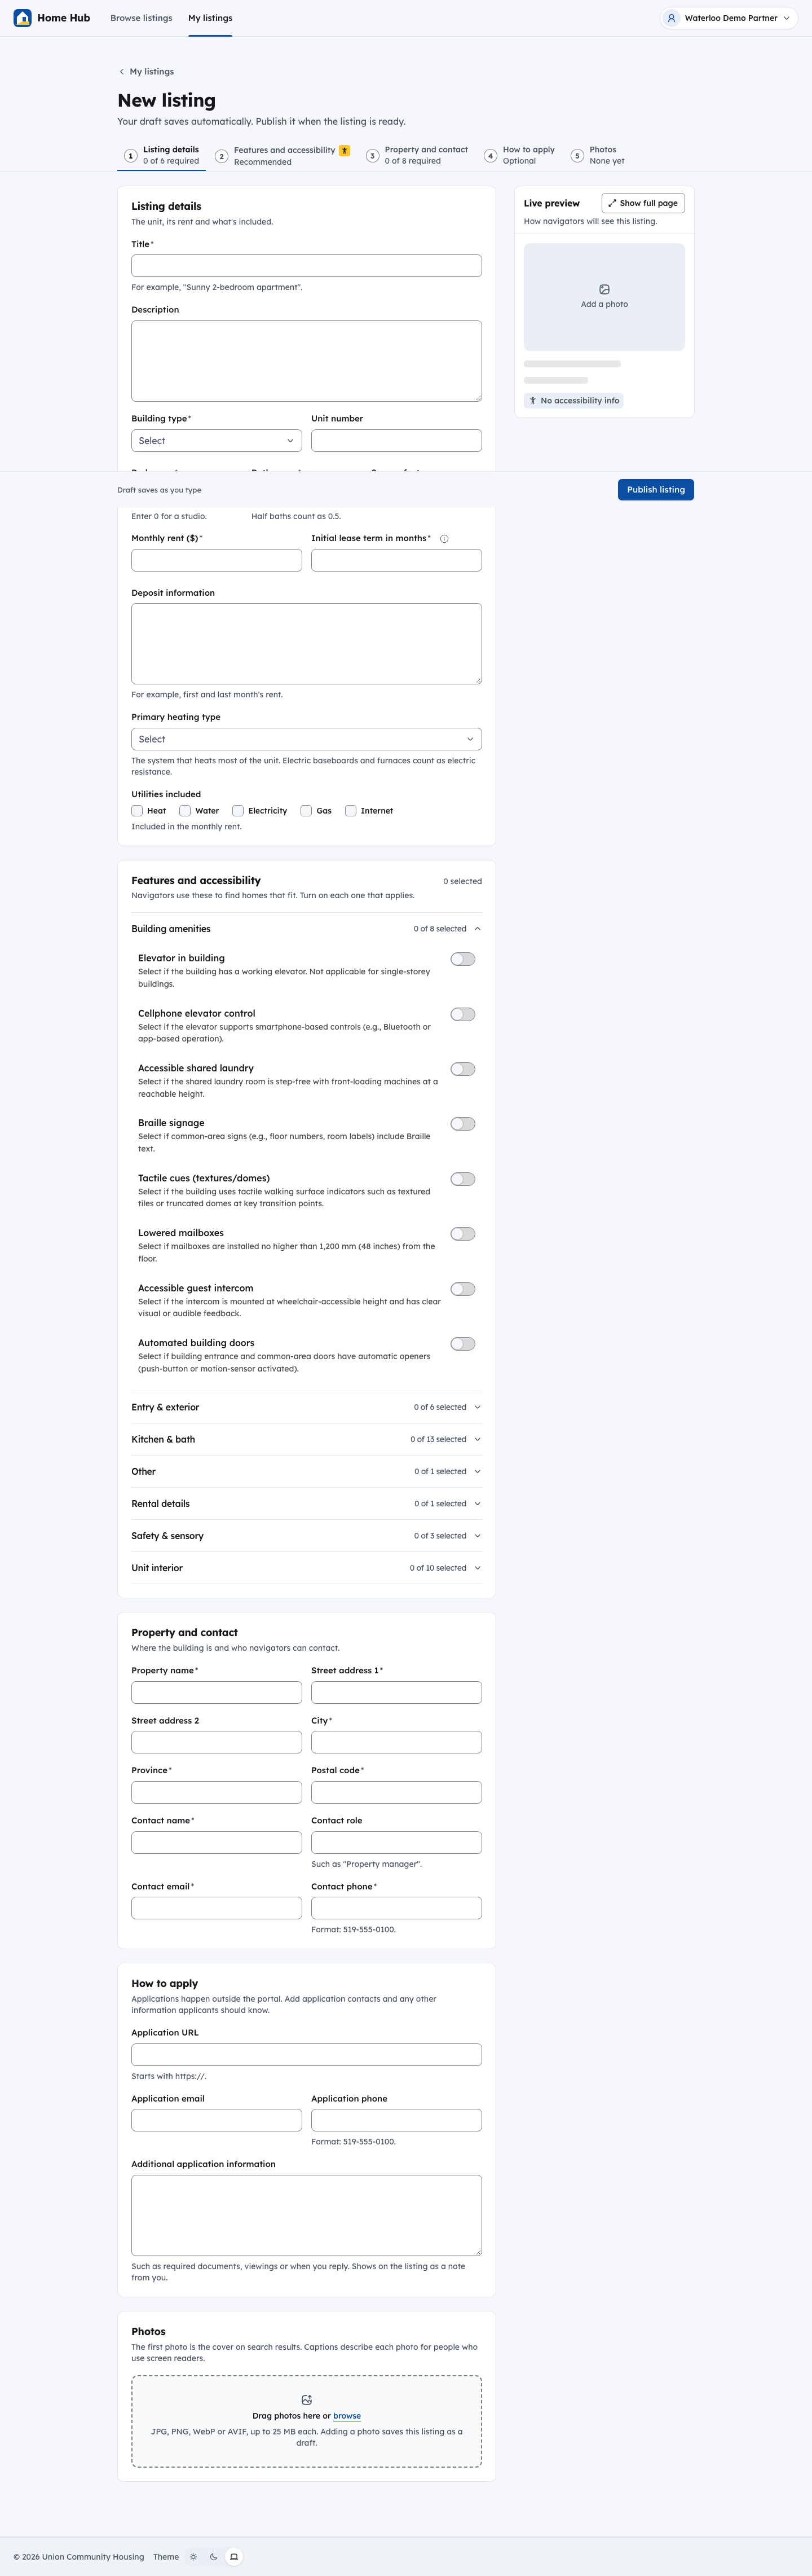 Home Hub Browse listings My listings Waterloo Demo Partner
My listings
New listing
Your draft saves automatically. Publish it when the listing is ready.
1 Listing details
0 of 6 required
2 Features and accessibility
Recommended
3 Property and contact
0 of 8 required
4 How to apply
Optional
5 Photos
None yet
Listing details
The unit, its rent and what's included.
Title*
For example, "Sunny 2-bedroom apartment".
Description
Building type* Unit number
Select
Live preview Show full page
How navigators will see this listing.
Add a photo
No accessibility info
Draft saves as you type Publish listing
Enter 0 for a studio. Half baths count as 0.5.
Monthly rent ($)* Initial lease term in months*
Deposit information
For example, first and last month's rent.
Primary heating type
Select
The system that heats most of the unit. Electric baseboards and furnaces count as electric
resistance.
Utilities included
Heat Water Electricity Gas Internet
Included in the monthly rent.
Features and accessibility 0 selected
Navigators use these to find homes that fit. Turn on each one that applies.
Building amenities 0 of 8 selected
Elevator in building
Select if the building has a working elevator. Not applicable for single-storey
buildings.
Cellphone elevator control
Select if the elevator supports smartphone-based controls (e.g., Bluetooth or
app-based operation).
Accessible shared laundry
Select if the shared laundry room is step-free with front-loading machines at a
reachable height.
Braille signage
Select if common-area signs (e.g., floor numbers, room labels) include Braille
text.
Tactile cues (textures/domes)
Select if the building uses tactile walking surface indicators such as textured
tiles or truncated domes at key transition points.
Lowered mailboxes
Select if mailboxes are installed no higher than 1,200 mm (48 inches) from the
floor.
Accessible guest intercom
Select if the intercom is mounted at wheelchair-accessible height and has clear
visual or audible feedback.
Automated building doors
Select if building entrance and common-area doors have automatic openers
(push-button or motion-sensor activated).
Entry & exterior 0 of 6 selected
Kitchen & bath 0 of 13 selected
Other 0 of 1 selected
Rental details 0 of 1 selected
Safety & sensory 0 of 3 selected
Unit interior 0 of 10 selected
Property and contact
Where the building is and who navigators can contact.
Property name* Street address 1*
Street address 2 City*
Province* Postal code*
Contact name* Contact role
Such as "Property manager".
Contact email* Contact phone*
Format: 519-555-0100.
How to apply
Applications happen outside the portal. Add application contacts and any other
information applicants should know.
Application URL
Starts with https://.
Application email Application phone
Format: 519-555-0100.
Additional application information
Such as required documents, viewings or when you reply. Shows on the listing as a note
from you.
Photos
The first photo is the cover on search results. Captions describe each photo for people who
use screen readers.
Drag photos here or browse
JPG, PNG, WebP or AVIF, up to 25 MB each. Adding a photo saves this listing as a
draft.
© 2026 Union Community Housing Theme